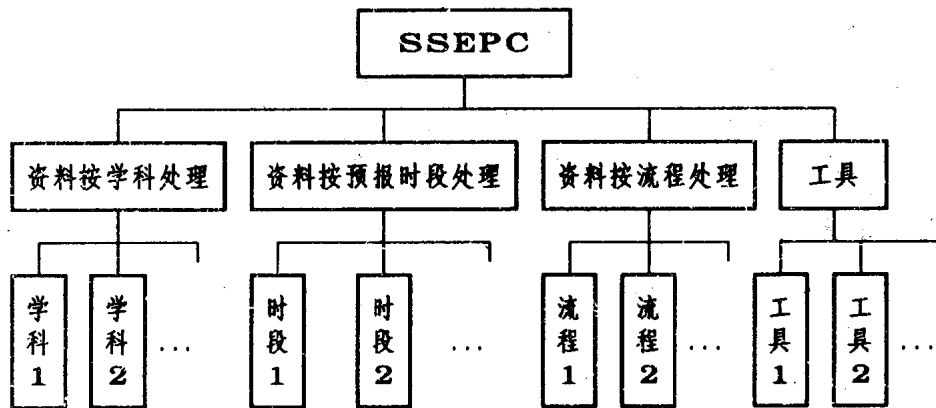 SSEPC
资料按学科处理
资料按预报时段处理
资料按流程处理
工具
学科1
学科2
...
时段1
时段2
...
流程1
流程2
...
工具1
工具2
...